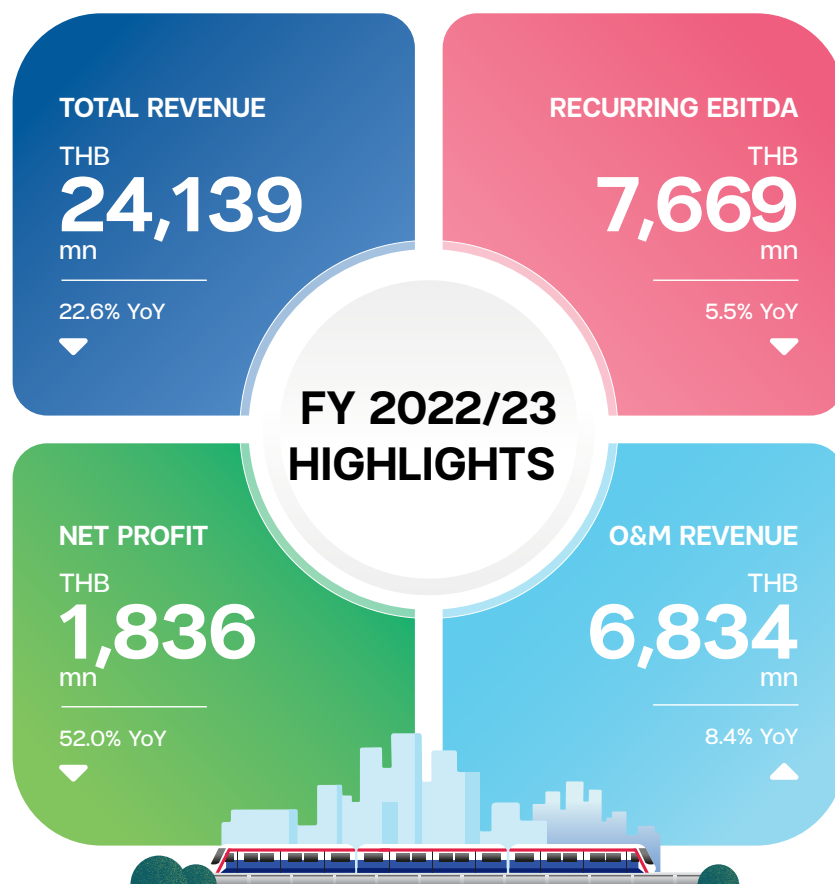 TOTAL REVENUE
THB
24,139
mn
22.6% YoY
RECURRING EBITDA
THB
7,669
mn
5.5% YoY
FY 2022/23
HIGHLIGHTS
NET PROFIT
THB
1,836
mn
52.0% YoY
O&M REVENUE
THB
6,834
mn
8.4% YoY